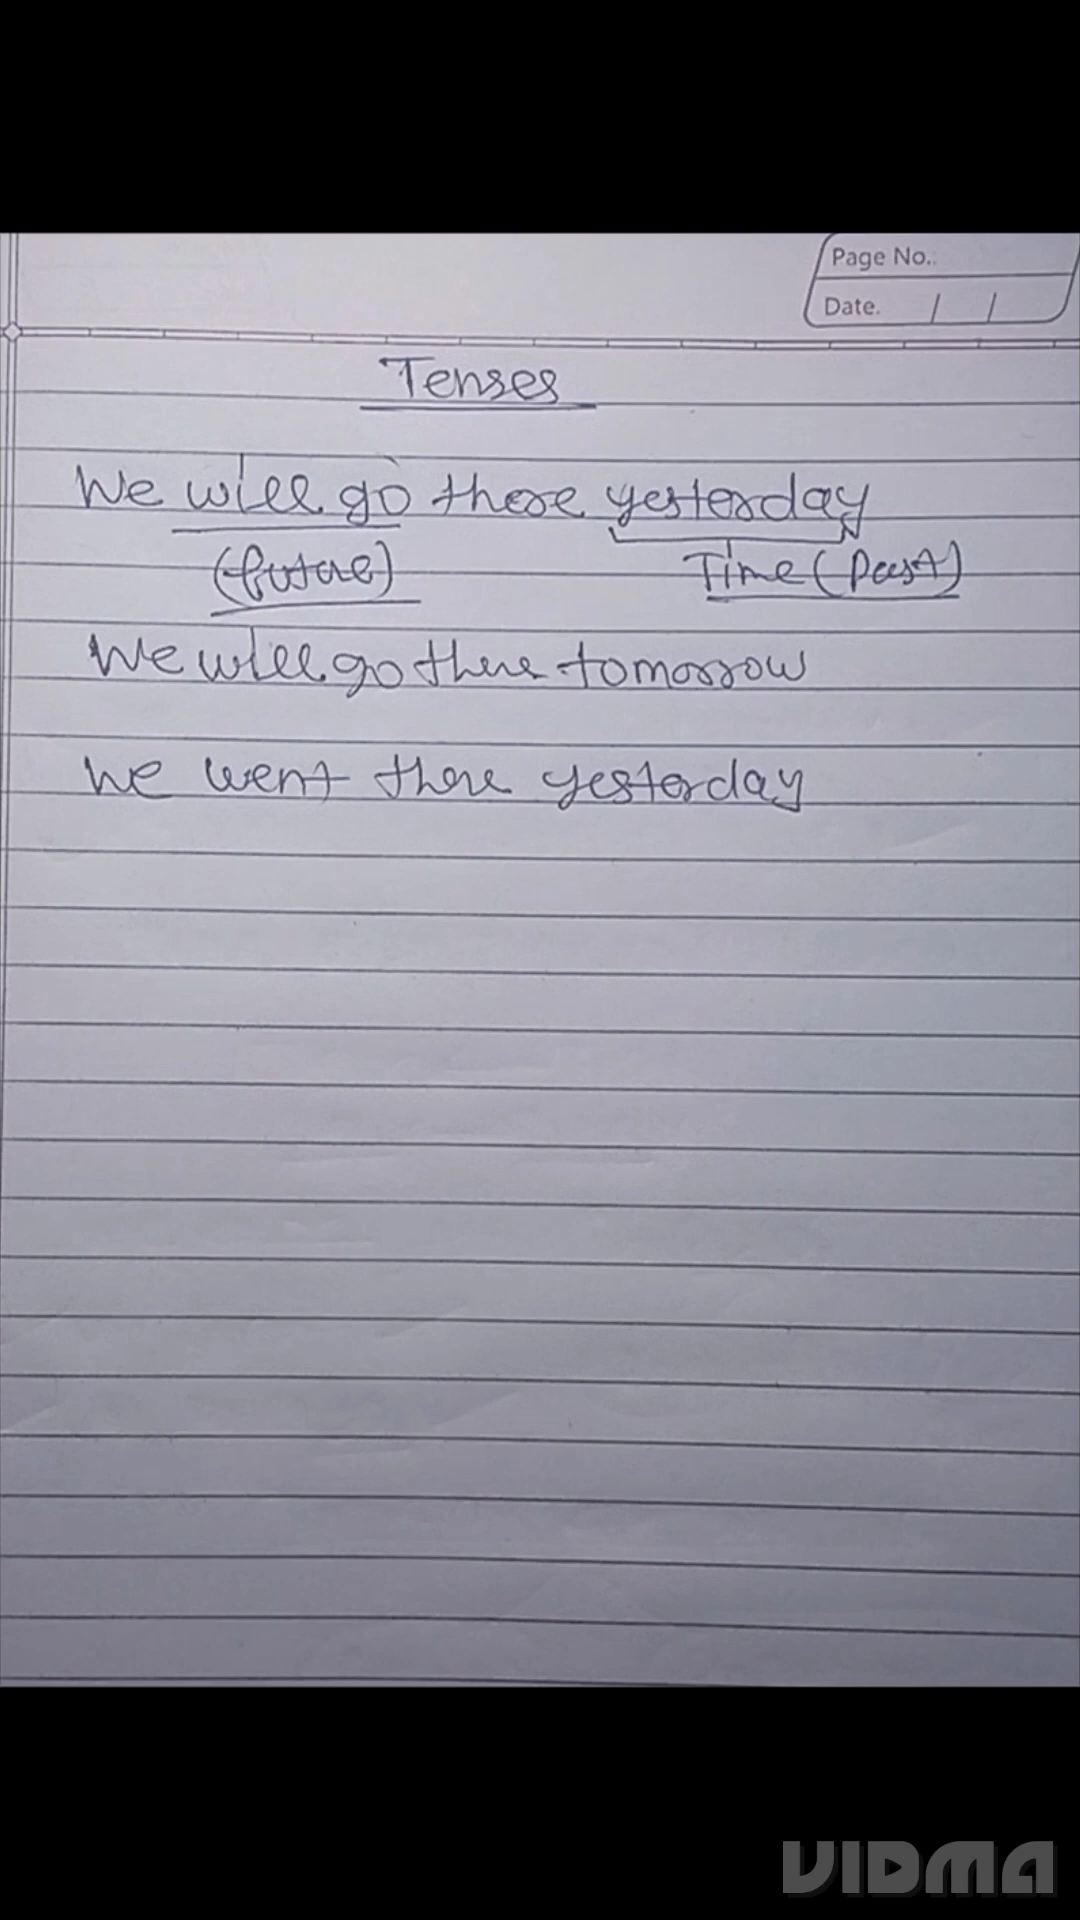 Page No.:
Date. / /
Tenses
We will go there yesterday
(future) Time (Past)
We will go there tomorrow
We went there yesterday
VIDMA